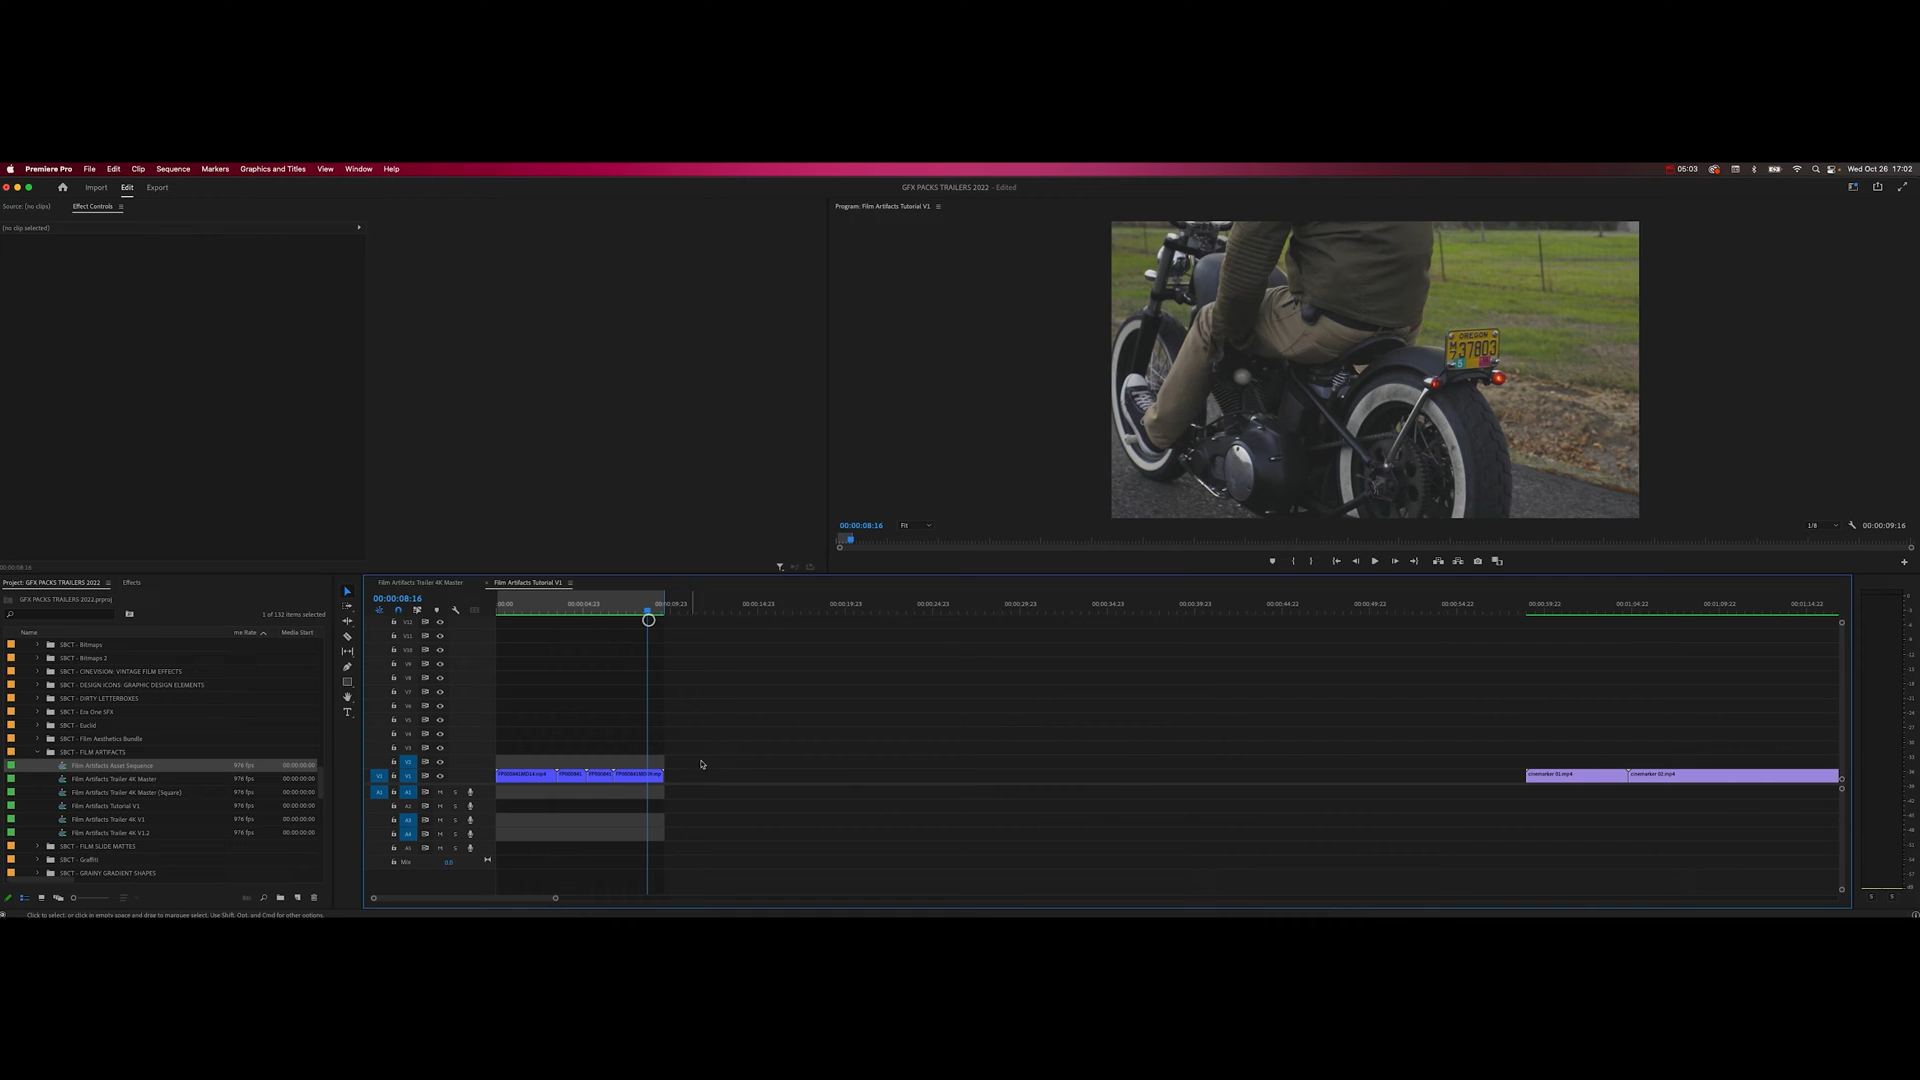 Premiere Pro File Edit Clip Sequence Markers Graphics and Titles View Window Help
05:03 Wed Oct 26 17:02
Import Edit Export
GFX PACKS TRAILERS 2022 - Edited
Source: (no clips) Effect Controls
Program: Film Artifacts Tutorial V1
(no clip selected)
OREGON
37803
00:00:08:16 Fit 1/8 00:00:09:16
00:00:08:16
Project: GFX PACKS TRAILERS 2022 Effects
GFX PACKS TRAILERS 2022.prproj
1 of 132 items selected
Name me Rate Media Start
SBCT - Bitmaps
SBCT - Bitmaps 2
SBCT - CINEVISION: VINTAGE FILM EFFECTS
SBCT - DESIGN ICONS: GRAPHIC DESIGN ELEMENTS
SBCT - DIRTY LETTERBOXES
SBCT - Era One SFX
SBCT - Euclid
SBCT - Film Aesthetics Bundle
SBCT - FILM ARTIFACTS
Film Artifacts Asset Sequence 976 fps 00:00:00:00
Film Artifacts Trailer 4K Master 976 fps 00:00:00:00
Film Artifacts Trailer 4K Master (Square) 976 fps 00:00:00:00
Film Artifacts Tutorial V1 976 fps 00:00:00:00
Film Artifacts Trailer 4K V1 976 fps 00:00:00:00
Film Artifacts Trailer 4K V1.2 976 fps 00:00:00:00
SBCT - FILM SLIDE MATTES
SBCT - Graffiti
SBCT - GRAINY GRADIENT SHAPES
Film Artifacts Trailer 4K Master Film Artifacts Tutorial V1
00:00:08:16
:00:00 00:00:04:23 00:00:09:23 00:00:14:23 00:00:19:23 00:00:24:23 00:00:29:23 00:00:34:23 00:00:39:23 00:00:44:22 00:00:49:22 00:00:54:22 00:00:59:22 00:01:04:22 00:01:09:22 00:01:14:22
V12
V11
V10
V9
V8
V7
V6
V5
V4
V3
V2
V1 V1 cinemarker 01.mp4 cinemarker 02.mp4
A1 A1 M S
A2 M S
A3 M S
A4 M S
A5 M S
Mix 0.0
Click to select, or click in empty space and drag to marquee select. Use Shift, Opt, and Cmd for other options.
S S